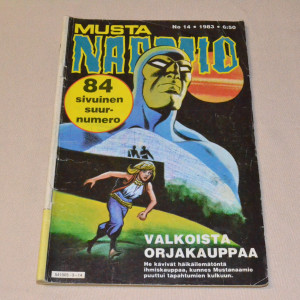 MUSTA
No 14 • 1983 • 6:50
NAAMIO
84
sivuinen
suur-
numero
VALKOISTA
ORJAKAUPPAA
He kävivät häikäilemätöntä
ihmiskauppaa, kunnes Mustanaamio
puuttui tapahtumien kulkuun.